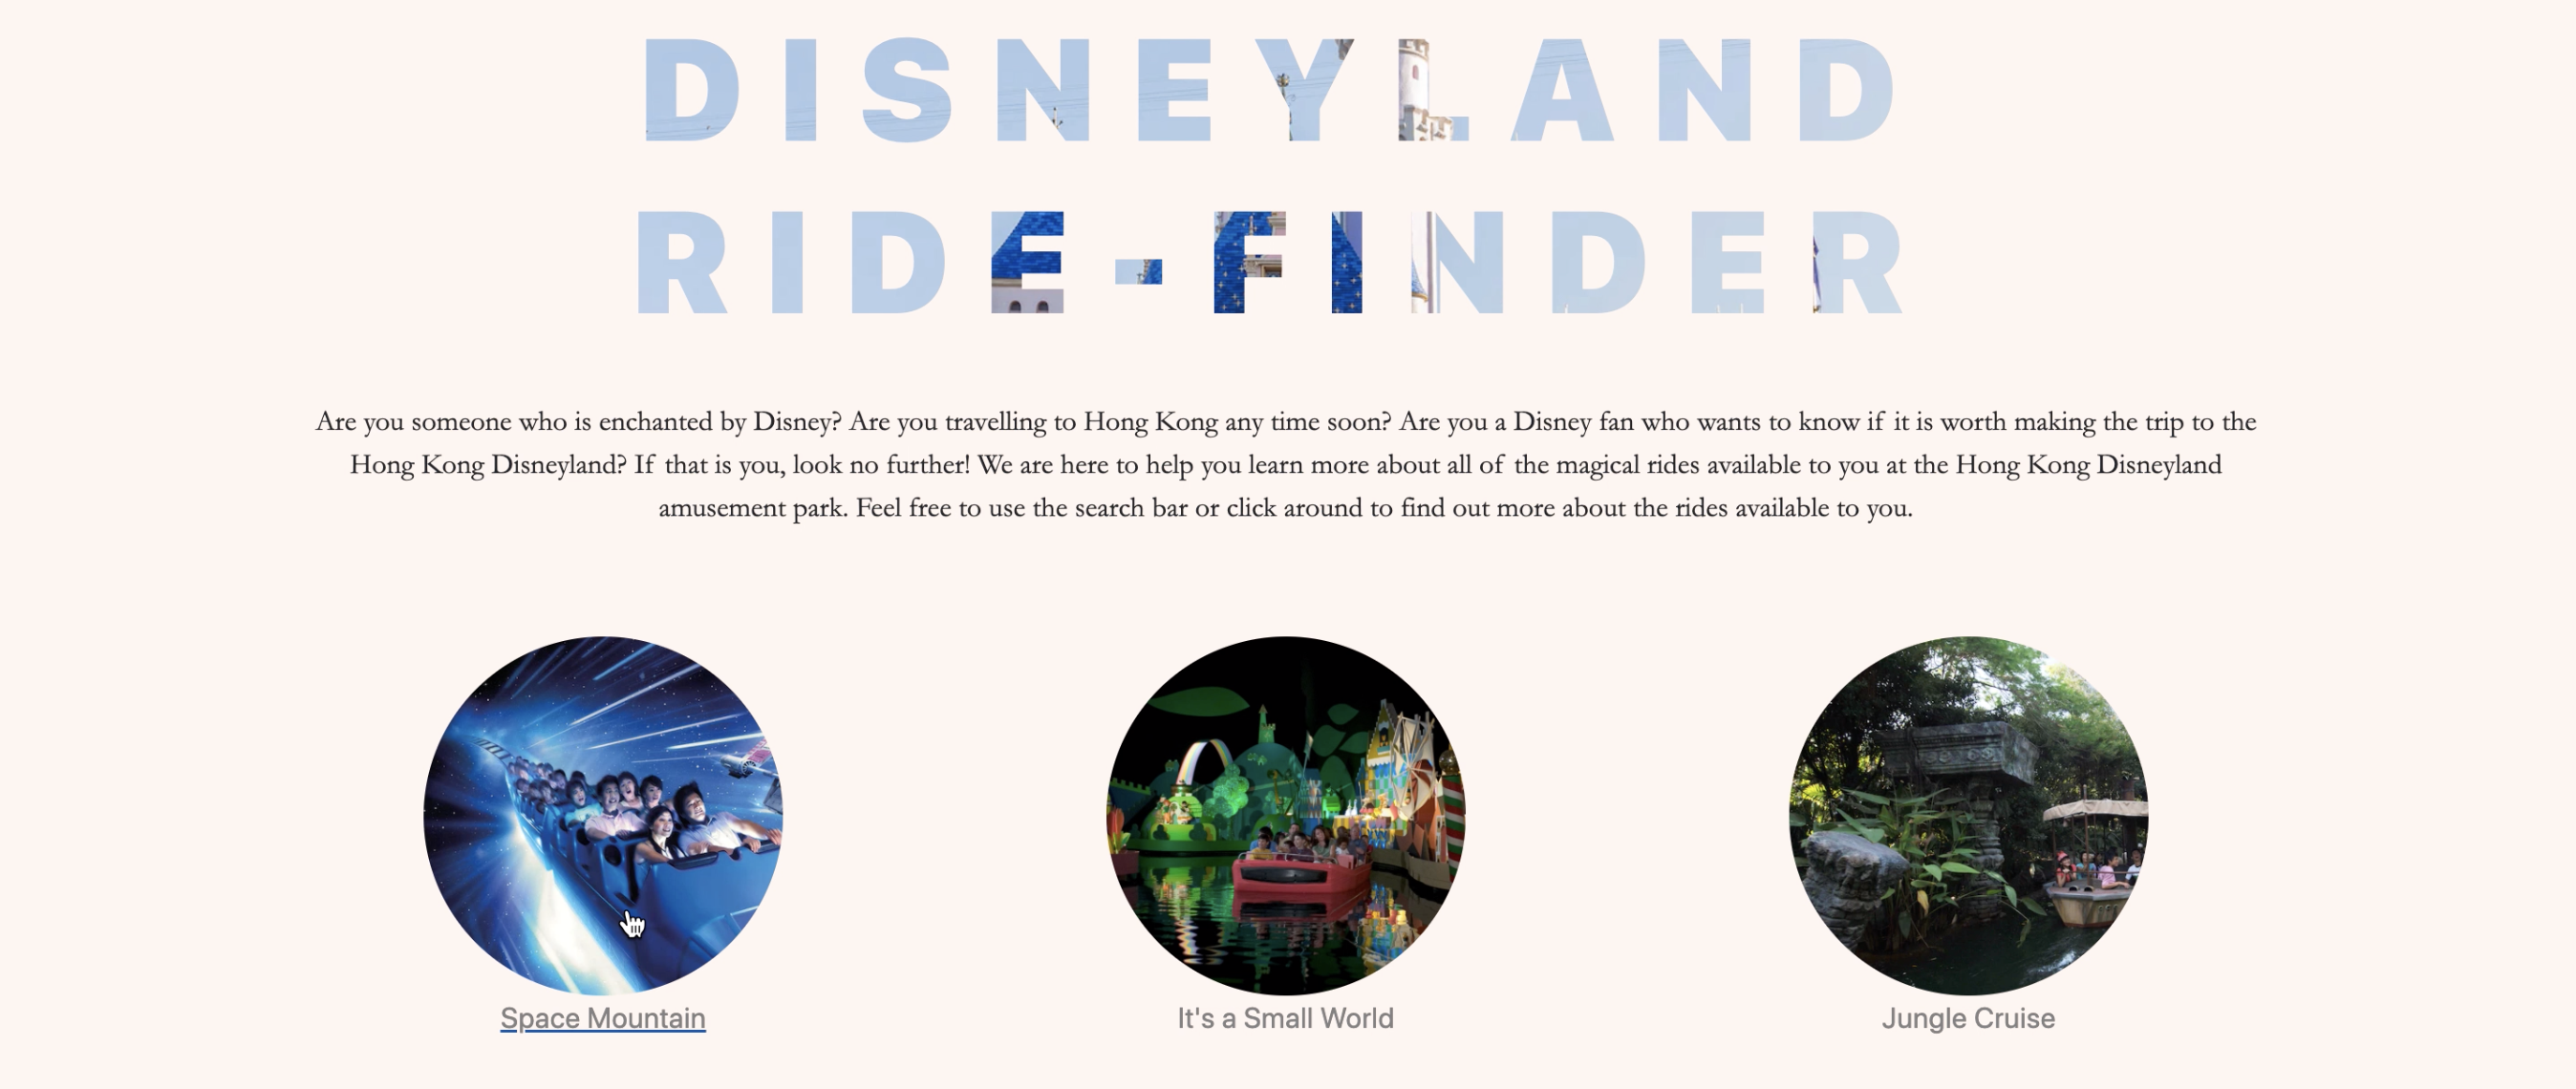 DISNEYLAND
RIDE-FINDER
Are you someone who is enchanted by Disney? Are you travelling to Hong Kong any time soon? Are you a Disney fan who wants to know if it is worth making the trip to the
Hong Kong Disneyland? If that is you, look no further! We are here to help you learn more about all of the magical rides available to you at the Hong Kong Disneyland
amusement park. Feel free to use the search bar or click around to find out more about the rides available to you.
Space Mountain
It's a Small World
Jungle Cruise